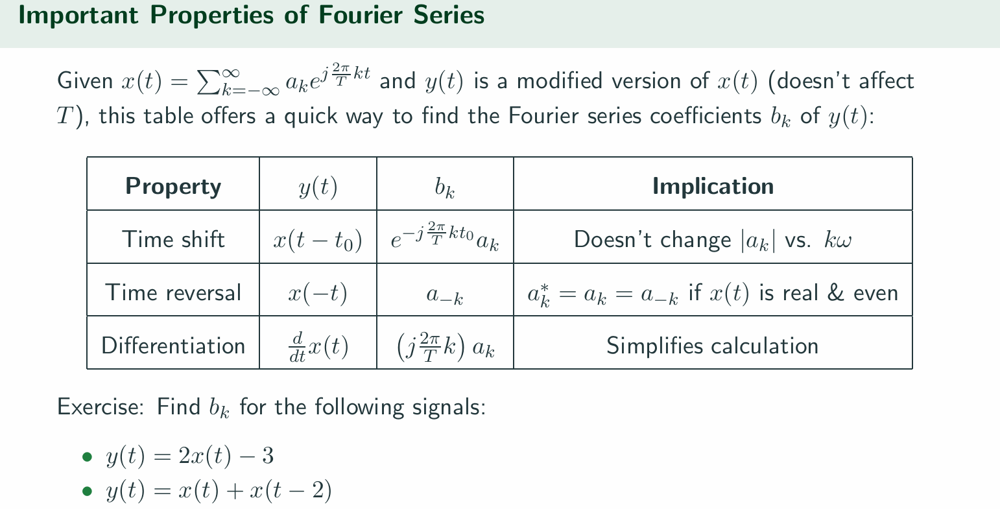 Important Properties of Fourier Series
Given $x(t) = \sum_{k=-\infty}^{\infty} a_k e^{j\frac{2\pi}{T}kt}$ and $y(t)$ is a modified version of $x(t)$ (doesn't affect
$T$), this table offers a quick way to find the Fourier series coefficients $b_k$ of $y(t)$:
Property $y(t)$ $b_k$ Implication
Time shift $x(t - t_0)$ $e^{-j\frac{2\pi}{T}kt_0} a_k$ Doesn't change $|a_k|$ vs. $k\omega$
Time reversal $x(-t)$ $a_{-k}$ $a_k^* = a_k = a_{-k}$ if $x(t)$ is real & even
Differentiation $\frac{d}{dt}x(t)$ $\left(j\frac{2\pi}{T}k\right) a_k$ Simplifies calculation
Exercise: Find $b_k$ for the following signals:
• $y(t) = 2x(t) - 3$
• $y(t) = x(t) + x(t - 2)$